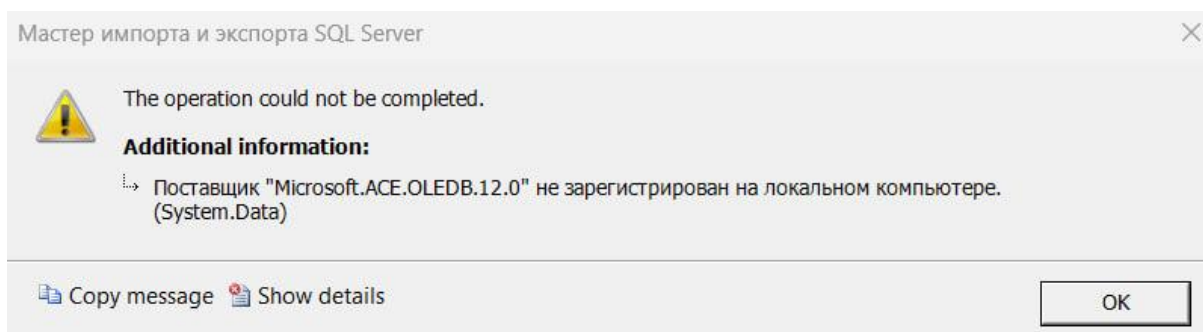 Мастер импорта и экспорта SQL Server
The operation could not be completed.
Additional information:
Поставщик "Microsoft.ACE.OLEDB.12.0" не зарегистрирован на локальном компьютере.
(System.Data)
Copy message Show details
OK